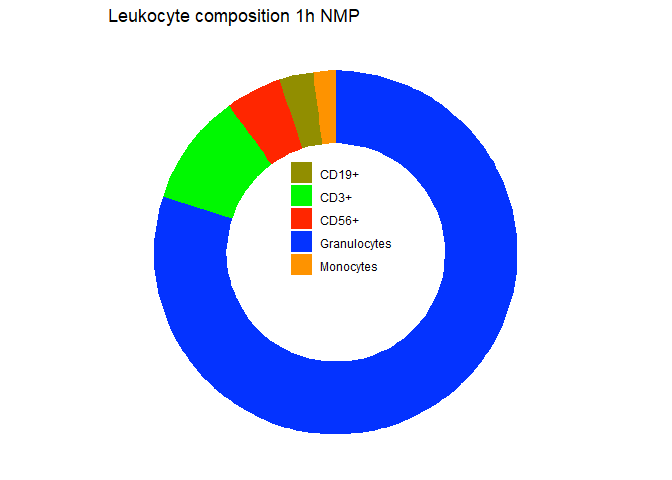 Leukocyte composition 1h NMP
CD19+
CD3+
CD56+
Granulocytes
Monocytes